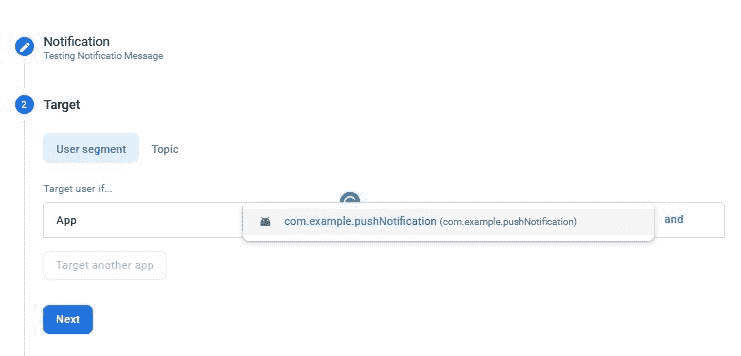 Notification
Testing Notificatio Message
2 Target
User segment Topic
Target user if...
App com.example.pushNotification (com.example.pushNotification) and
Target another app
Next